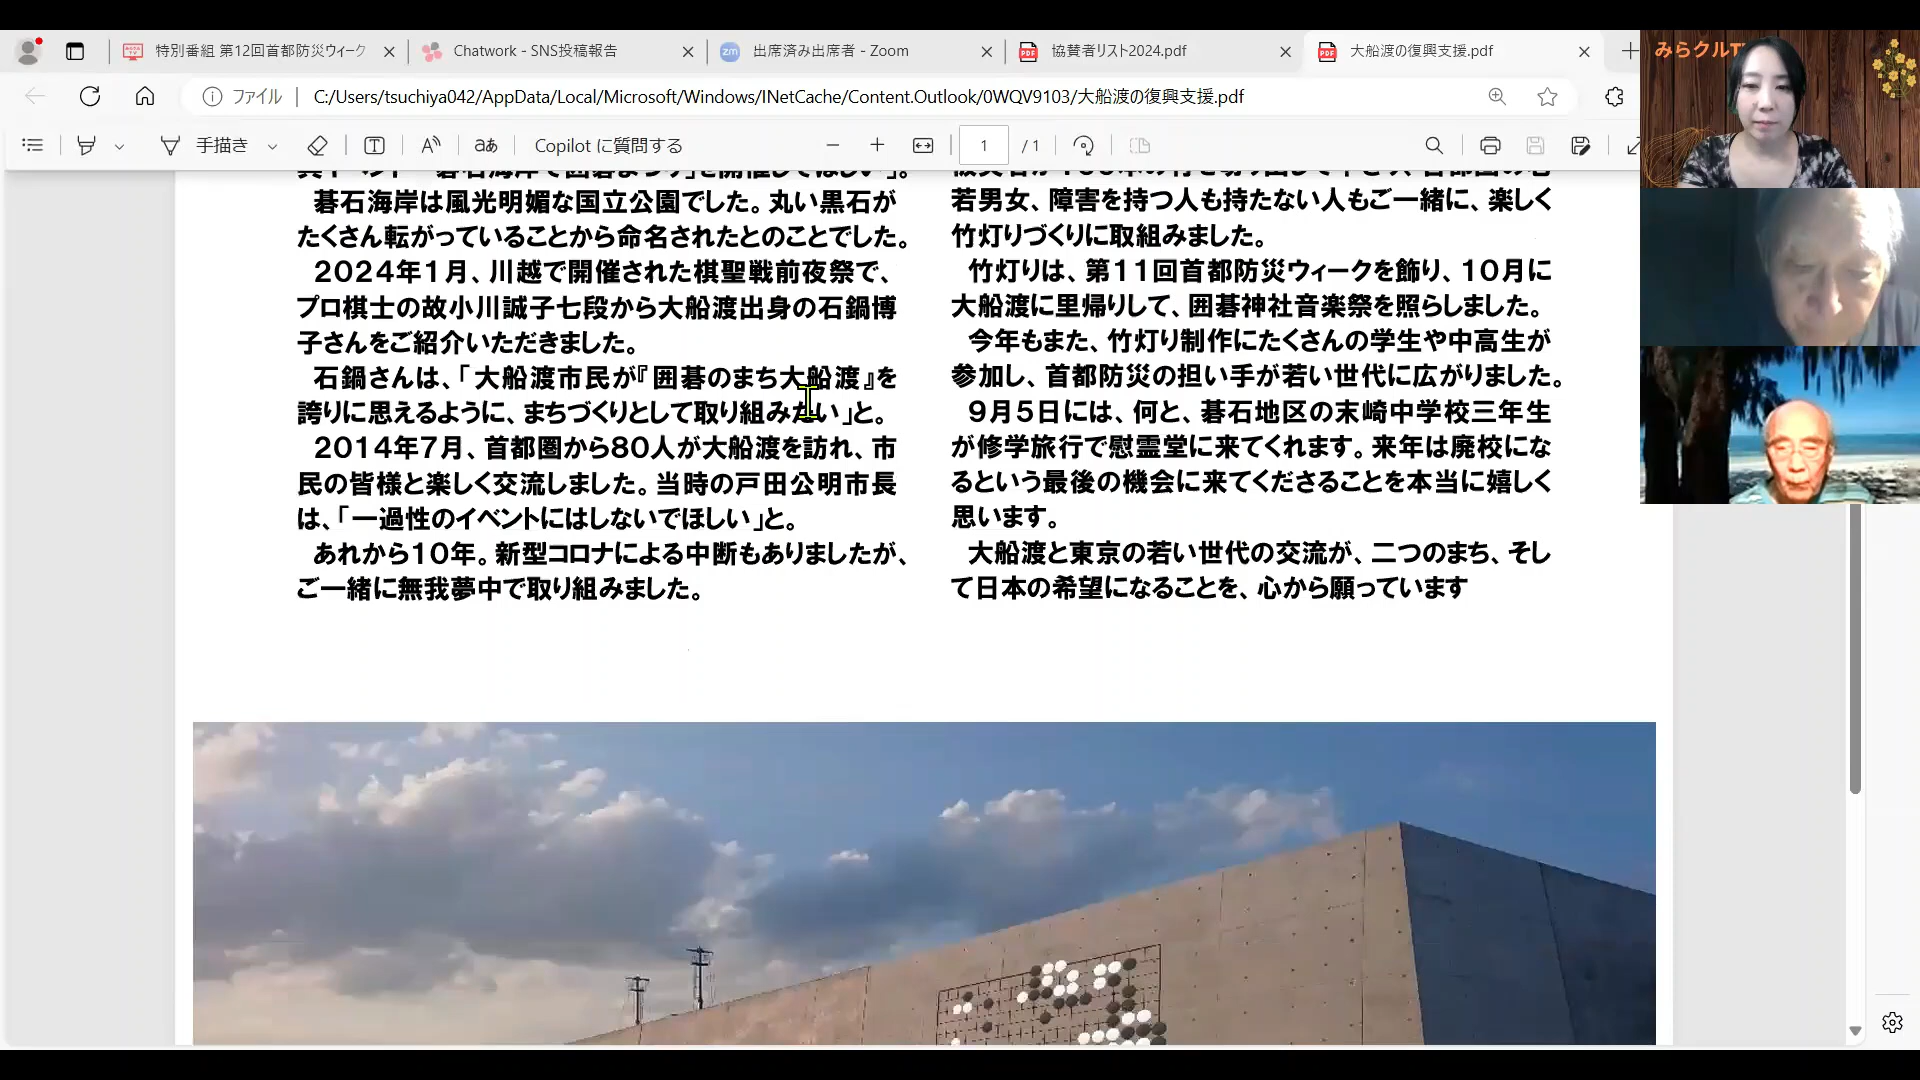 特別番組 第12回首都防災ウィーク
Chatwork - SNS投稿報告
zm 出席済み出席者 - Zoom
PDF 協賛者リスト2024.pdf
PDF 大船渡の復興支援.pdf
ファイル
C:/Users/tsuchiya042/AppData/Local/Microsoft/Windows/INetCache/Content.Outlook/0WQV9103/大船渡の復興支援.pdf
手描き
aあ
Copilot に質問する
1 / 1
みらクルT
碁石海岸は風光明媚な国立公園でした。丸い黒石が
たくさん転がっていることから命名されたとのことでした。
2024年1月、川越で開催された棋聖戦前夜祭で、
プロ棋士の故小川誠子七段から大船渡出身の石鍋博
子さんをご紹介いただきました。
石鍋さんは、「大船渡市民が『囲碁のまち大船渡』を
誇りに思えるように、まちづくりとして取り組みたい」と。
2014年7月、首都圏から80人が大船渡を訪れ、市
民の皆様と楽しく交流しました。当時の戸田公明市長
は、「一過性のイベントにはしないでほしい」と。
あれから10年。新型コロナによる中断もありましたが、
ご一緒に無我夢中で取り組みました。
若男女、障害を持つ人も持たない人もご一緒に、楽しく
竹灯りづくりに取組みました。
竹灯りは、第11回首都防災ウィークを飾り、10月に
大船渡に里帰りして、囲碁神社音楽祭を照らしました。
今年もまた、竹灯り制作にたくさんの学生や中高生が
参加し、首都防災の担い手が若い世代に広がりました。
9月5日には、何と、碁石地区の末崎中学校三年生
が修学旅行で慰霊堂に来てくれます。来年は廃校にな
るという最後の機会に来てくださることを本当に嬉しく
思います。
大船渡と東京の若い世代の交流が、二つのまち、そし
て日本の希望になることを、心から願っています